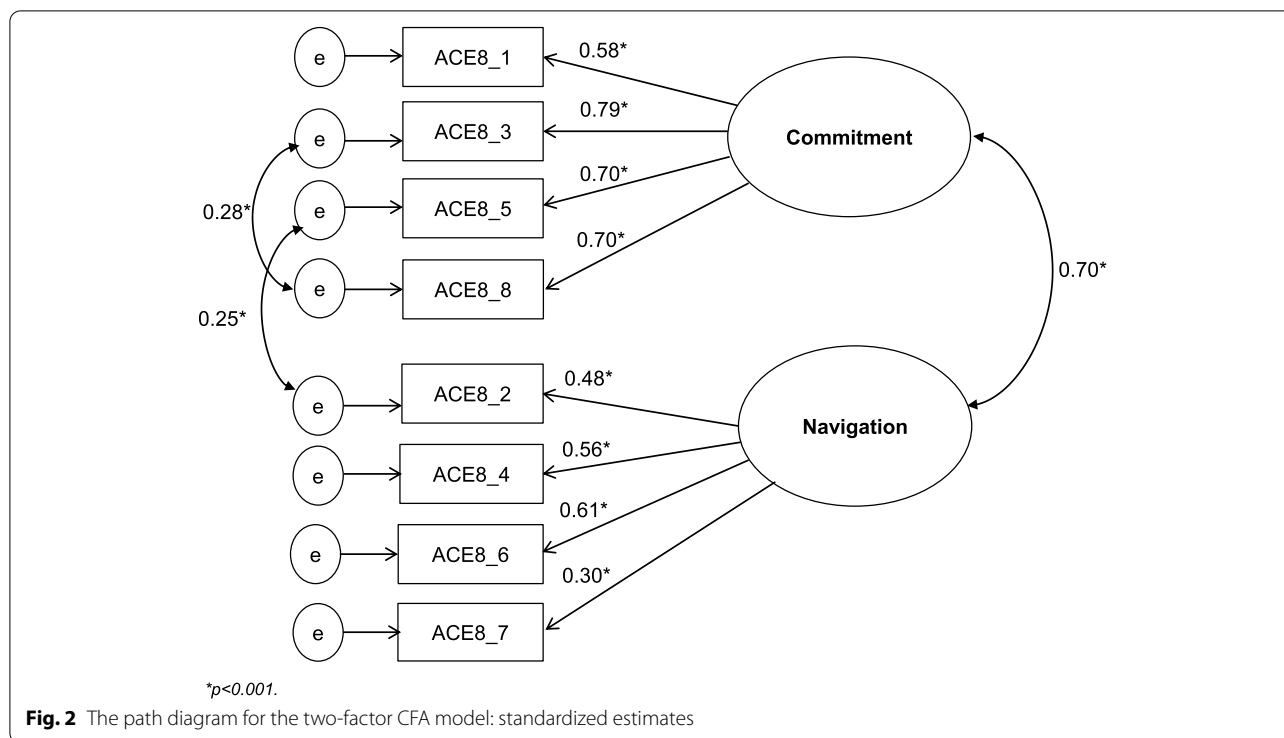 e
ACE8_1
0.58*
e
ACE8_3
0.79*
Commitment
e
ACE8_5
0.70*
0.28*
e
ACE8_8
0.70*
0.70*
0.25*
e
ACE8_2
0.48*
Navigation
e
ACE8_4
0.56*
e
ACE8_6
0.61*
e
ACE8_7
0.30*
*p<0.001.
Fig. 2 The path diagram for the two-factor CFA model: standardized estimates